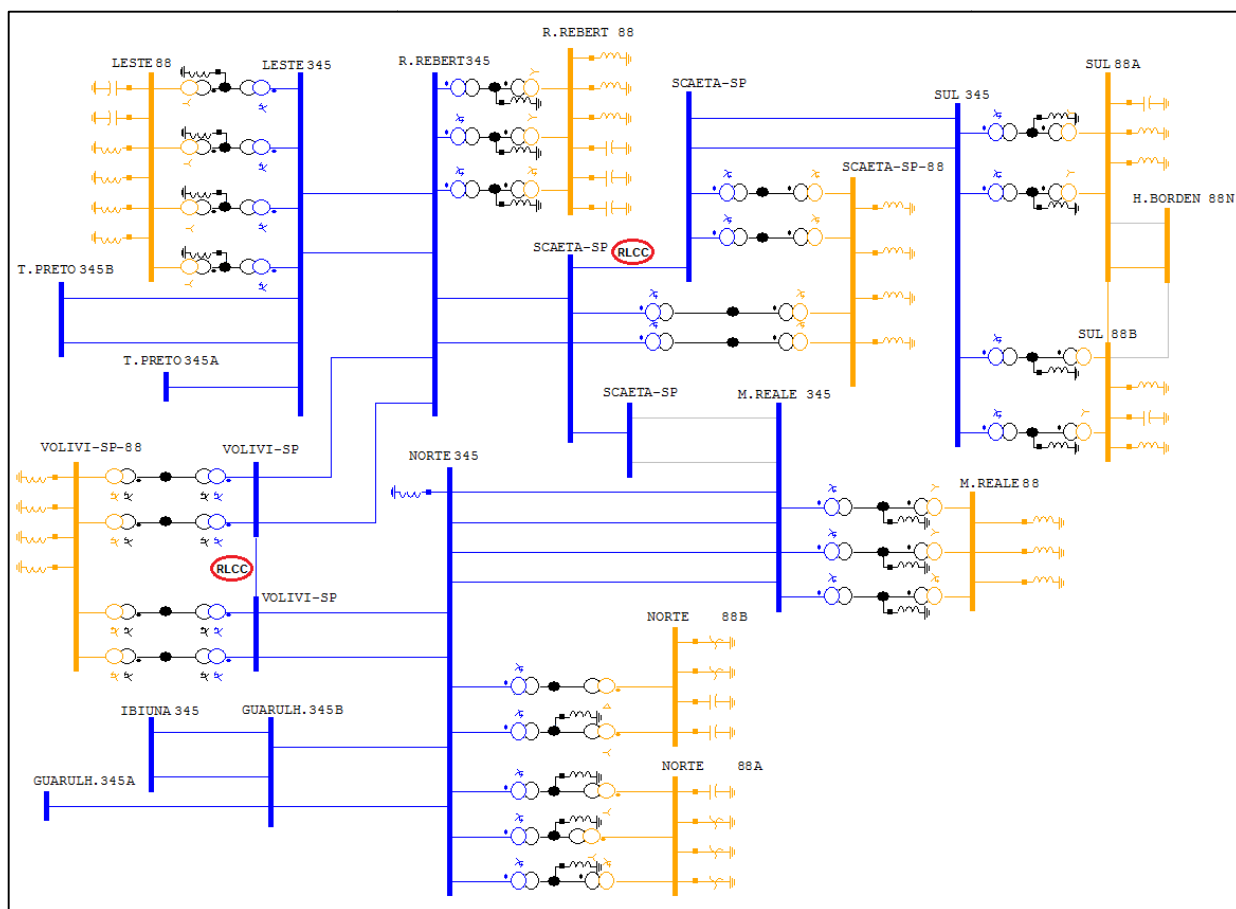 R.REBERT 88
LESTE 88
LESTE 345
R.REBERT345
SCAETA-SP
SUL 88A
SUL 345
SCAETA-SP-88
H.BORDEN 88N
SCAETA-SP
RLCC
T.PRETO 345B
SUL 88B
T.PRETO 345A
SCAETA-SP
M.REALE 345
VOLIVI-SP-88
VOLIVI-SP
NORTE 345
M.REALE 88
RLCC
VOLIVI-SP
NORTE 88B
IBIUNA 345
GUARULH.345B
GUARULH.345A
NORTE 88A